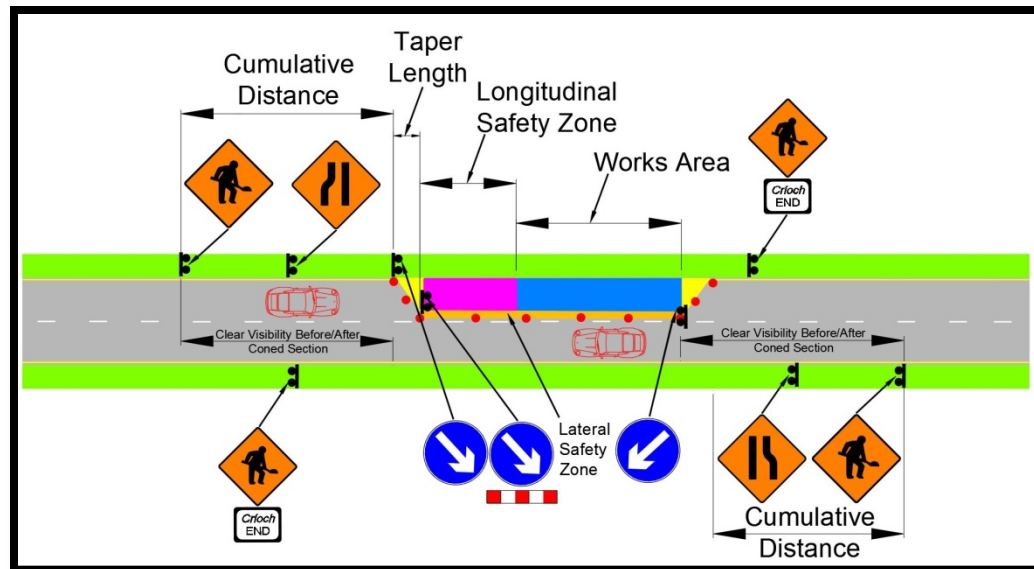 Taper
Length
Cumulative
Distance
Longitudinal
Safety Zone
Works Area
Críoch
END
Clear Visibility Before/After
Coned Section
Clear Visibility Before/After
Coned Section
Lateral
Safety
Zone
Críoch
END
Cumulative
Distance